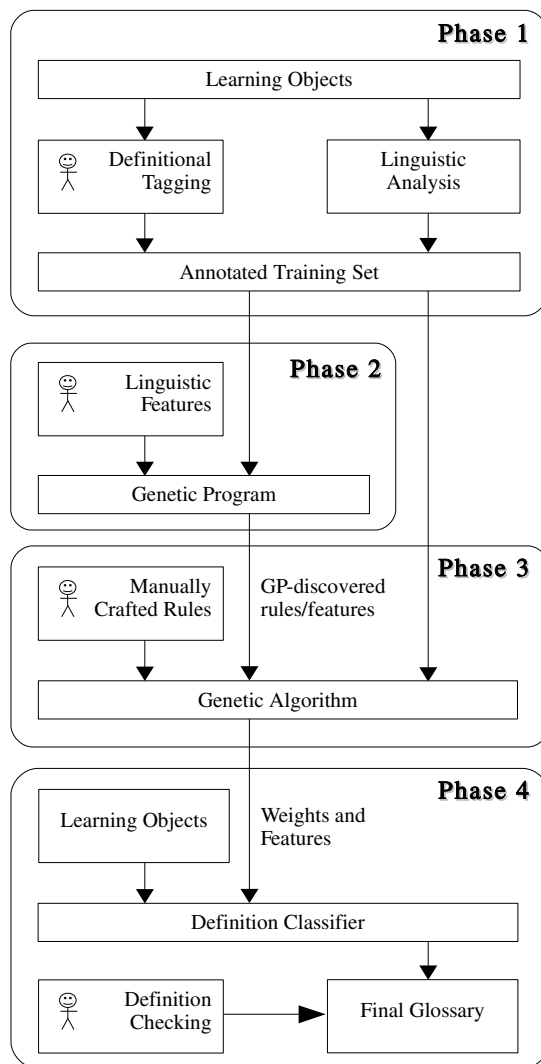 Phase 1
Learning Objects
Definitional
Tagging
Linguistic
Analysis
Annotated Training Set
Phase 2
Linguistic
Features
Genetic Program
Phase 3
Manually
Crafted Rules
GP-discovered
rules/features
Genetic Algorithm
Phase 4
Learning Objects
Weights and
Features
Definition Classifier
Definition
Checking
Final Glossary